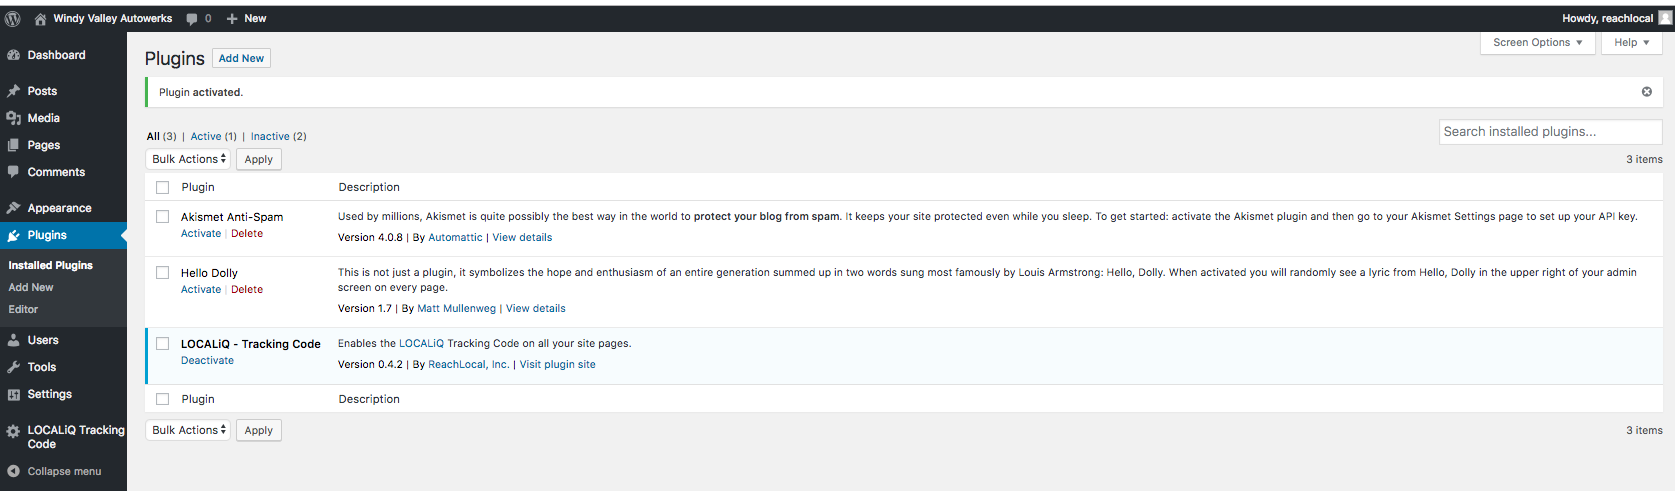 Windy Valley Autowerks 0 New Howdy, reachlocal
Dashboard
Posts
Media
Pages
Comments
Appearance
Plugins
Installed Plugins
Add New
Editor
Users
Tools
Settings
LOCALiQ Tracking
Code
Collapse menu
Screen Options Help
Plugins Add New
Plugin activated.
All (3) | Active (1) | Inactive (2)
Search installed plugins...
Bulk Actions Apply
3 items
Plugin Description
Akismet Anti-Spam
Activate | Delete
Used by millions, Akismet is quite possibly the best way in the world to protect your blog from spam. It keeps your site protected even while you sleep. To get started: activate the Akismet plugin and then go to your Akismet Settings page to set up your API key.
Version 4.0.8 | By Automattic | View details
Hello Dolly
Activate | Delete
This is not just a plugin, it symbolizes the hope and enthusiasm of an entire generation summed up in two words sung most famously by Louis Armstrong: Hello, Dolly. When activated you will randomly see a lyric from Hello, Dolly in the upper right of your admin
screen on every page.
Version 1.7 | By Matt Mullenweg | View details
LOCALiQ - Tracking Code
Deactivate
Enables the LOCALiQ Tracking Code on all your site pages.
Version 0.4.2 | By ReachLocal, Inc. | Visit plugin site
Plugin Description
Bulk Actions Apply
3 items